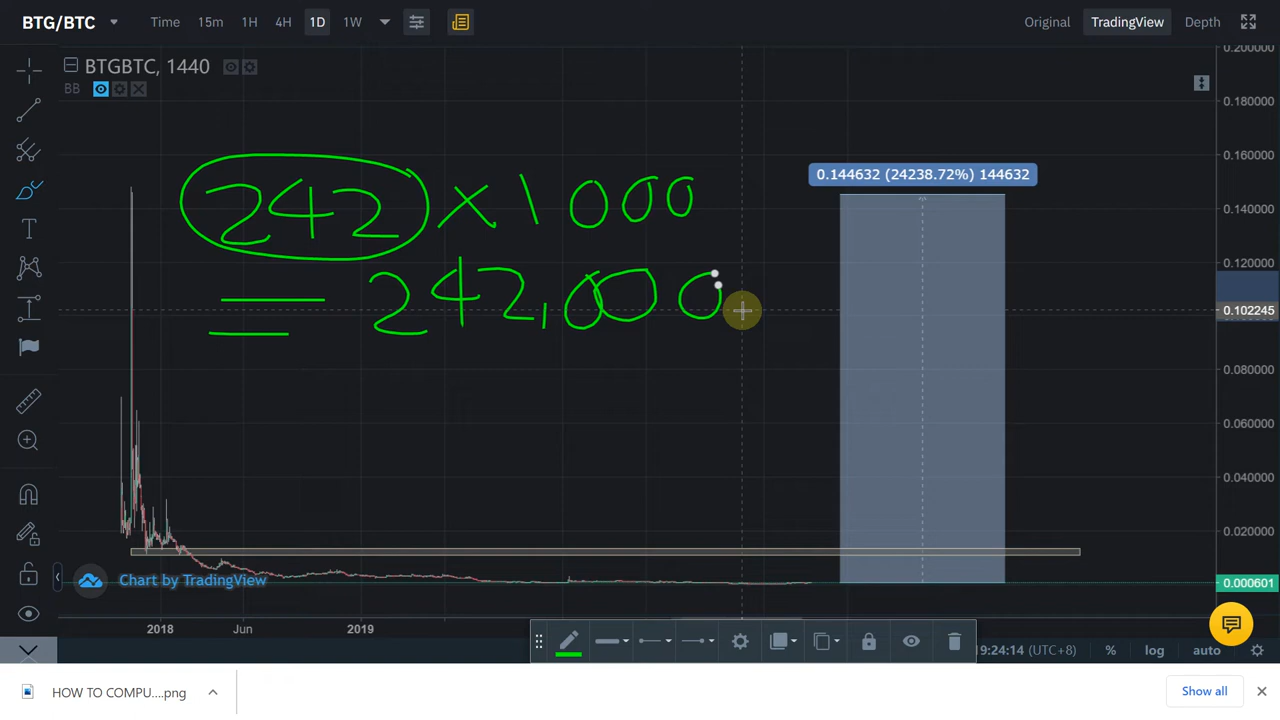 BTG/BTC Time 15m 1H 4H 1D 1W Original TradingView Depth
BTGBTC, 1440
BB
0.200000
0.180000
0.160000
0.144632 (24238.72%) 144632
242 × 1000
0.140000
0.120000
= 242,000
0.102245
0.080000
0.060000
0.040000
0.020000
Chart by TradingView
0.000601
2018 Jun 2019
19:24:14 (UTC+8) % log auto
HOW TO COMPU....png
Show all